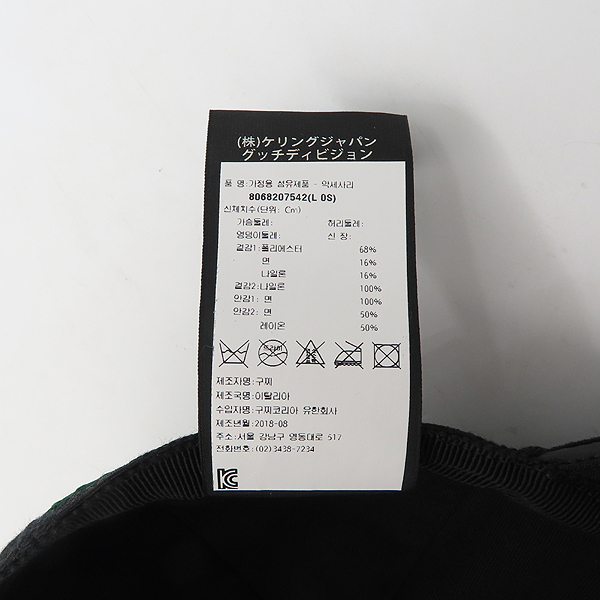 (株)ケリングジャパン
グッチディビジョン
품 명:가정용 섬유제품 - 악세사리
8068207542(L 0S)
신체치수(단위: Cm)
가슴둘레: 허리둘레:
엉덩이둘레: 신 장:
겉감1:폴리에스터 68%
면 16%
나일론 16%
겉감2:나일론 100%
안감1: 면 100%
안감2: 면 50%
레이온 50%
드라이
제조자명:구찌
제조국명:이탈리아
수입자명:구찌코리아 유한회사
제조년월:2018-08
주소:서울 강남구 영동대로 517
전화번호:(02)3438-7234
KC